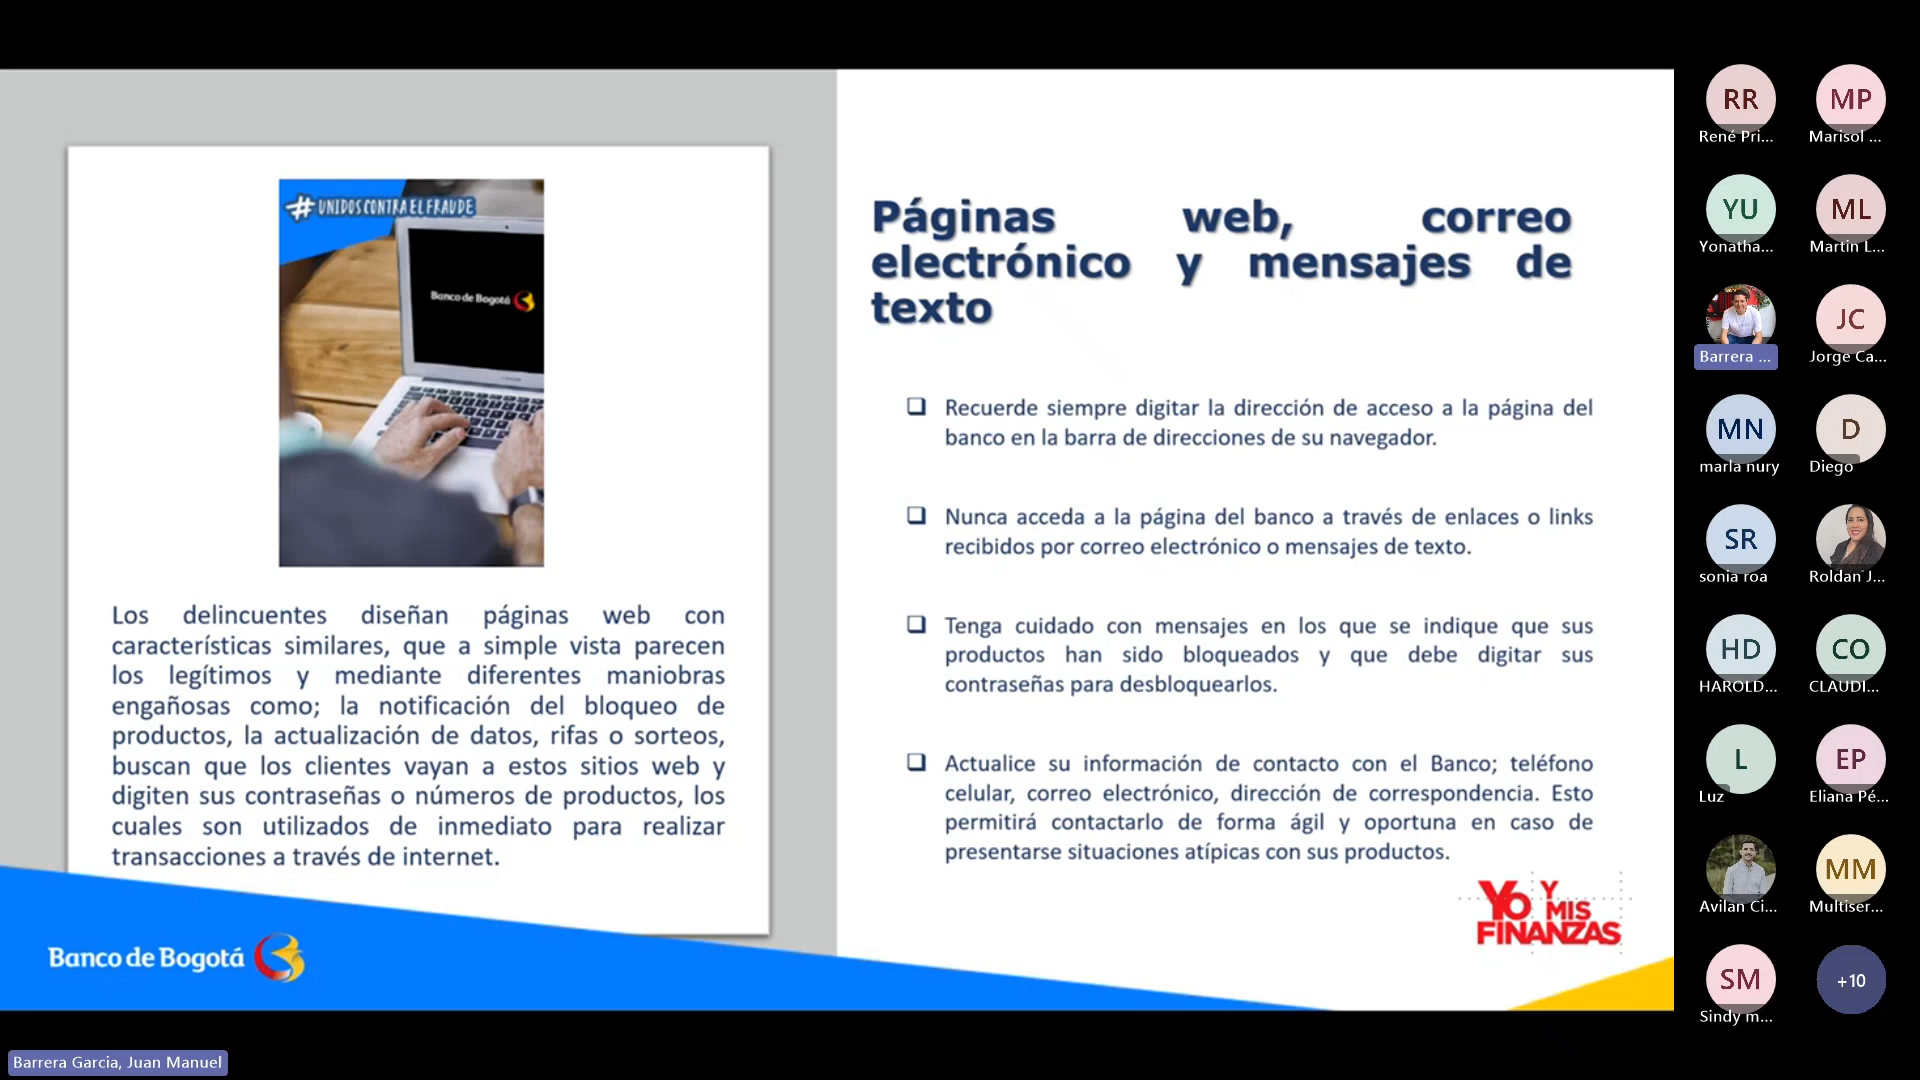 #UNIDOS CONTRA EL FRAUDE
Banco de Bogotá
Los delincuentes diseñan páginas web con
características similares, que a simple vista parecen
los legítimos y mediante diferentes maniobras
engañosas como; la notificación del bloqueo de
productos, la actualización de datos, rifas o sorteos,
buscan que los clientes vayan a estos sitios web y
digiten sus contraseñas o números de productos, los
cuales son utilizados de inmediato para realizar
transacciones a través de internet.
Banco de Bogotá
Páginas web, correo
electrónico y mensajes de
texto
❑ Recuerde siempre digitar la dirección de acceso a la página del
banco en la barra de direcciones de su navegador.
❑ Nunca acceda a la página del banco a través de enlaces o links
recibidos por correo electrónico o mensajes de texto.
❑ Tenga cuidado con mensajes en los que se indique que sus
productos han sido bloqueados y que debe digitar sus
contraseñas para desbloquearlos.
❑ Actualice su información de contacto con el Banco; teléfono
celular, correo electrónico, dirección de correspondencia. Esto
permitirá contactarlo de forma ágil y oportuna en caso de
presentarse situaciones atípicas con sus productos.
Yo Y
MIS
FINANZAS
RR
René Pri...
MP
Marisol ...
YU
Yonatha...
ML
Martin L...
Barrera ...
JC
Jorge Ca...
MN
marla nury
D
Diego
SR
sonia roa
Roldan J...
HD
HAROLD...
CO
CLAUDI...
L
Luz
EP
Eliana Pé...
Avilan Ci...
MM
Multiser...
SM
Sindy m...
+10
Barrera Garcia, Juan Manuel